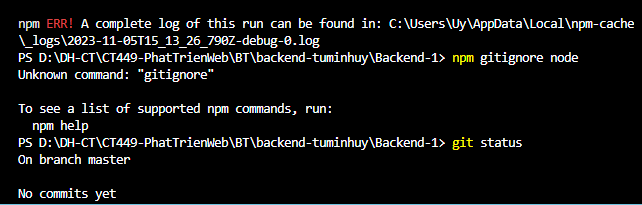 npm ERR! A complete log of this run can be found in: C:\Users\Uy\AppData\Local\npm-cache
\_logs\2023-11-05T15_13_26_790Z-debug-0.log
PS D:\DH-CT\CT449-PhatTrienWeb\BT\backend-tuminhuy\Backend-1> npm gitignore node
Unknown command: "gitignore"
To see a list of supported npm commands, run:
npm help
PS D:\DH-CT\CT449-PhatTrienWeb\BT\backend-tuminhuy\Backend-1> git status
On branch master
No commits yet